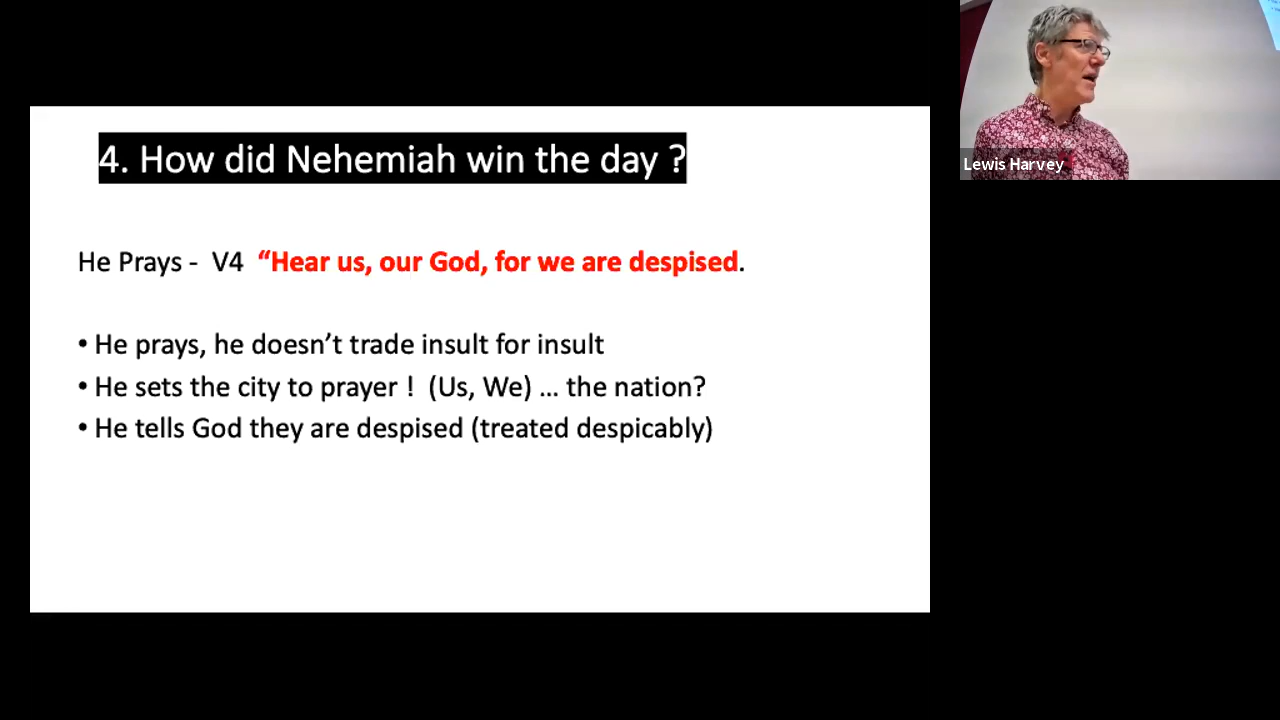 4. How did Nehemiah win the day ?
He Prays - V4 “Hear us, our God, for we are despised.
• He prays, he doesn’t trade insult for insult
• He sets the city to prayer ! (Us, We) ... the nation?
• He tells God they are despised (treated despicably)
Lewis Harvey